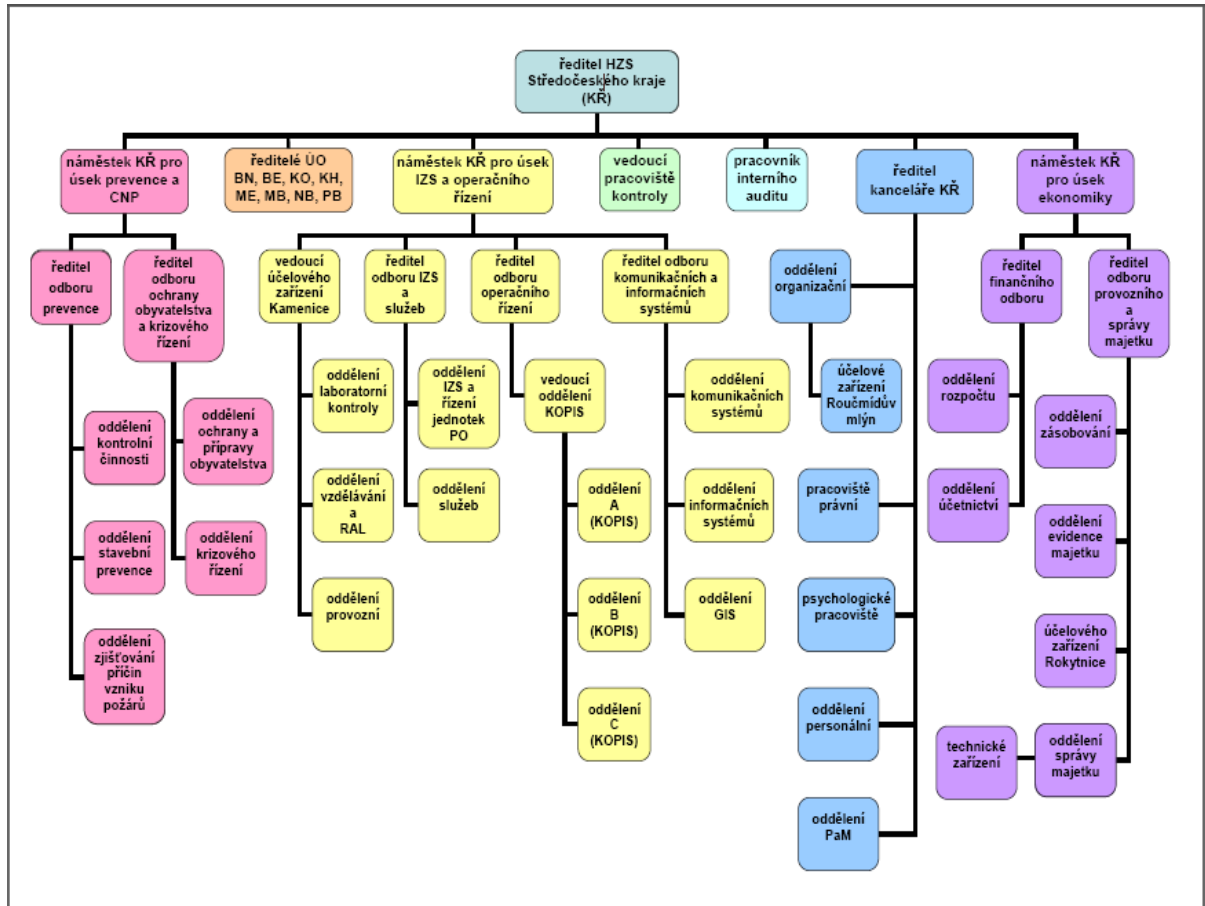 ředitel HZS
Středočeského kraje
(KŘ)
náměstek KŘ pro
úsek prevence a
CNP
ředitelé ÚO
BN, BE, KO, KH,
ME, MB, NB, PB
náměstek KŘ pro úsek
IZS a operačního
řízení
vedoucí
pracoviště
kontroly
pracovník
interního
auditu
ředitel
kanceláře KŘ
náměstek KŘ
pro úsek
ekonomiky
ředitel
odboru
prevence
ředitel
odboru
ochrany
obyvatelstva
a krizového
řízení
vedoucí
účelového
zařízení
Kamenice
ředitel
odboru IZS
a
služeb
ředitel
odboru
operačního
řízení
ředitel odboru
komunikačních a
informačních
systémů
oddělení
organizační
ředitel
finančního
odboru
ředitel
odboru
provozního
a
správy
majetku
oddělení
laboratorní
kontroly
oddělení
IZS a
řízení
jednotek
PO
vedoucí
oddělení
KOPIS
oddělení
komunikačních
systémů
účelové
zařízení
Roučmídův
mlýn
oddělení
rozpočtu
oddělení
kontrolní
činnosti
oddělení
ochrany a
přípravy
obyvatelstva
oddělení
zásobování
oddělení
vzdělávání
a
RAL
oddělení
služeb
oddělení
A
(KOPIS)
oddělení
informačních
systémů
pracoviště
právní
oddělení
účetnictví
oddělení
stavební
prevence
oddělení
krizového
řízení
oddělení
evidence
majetku
oddělení
provozní
oddělení
B
(KOPIS)
oddělení
GIS
psychologické
pracoviště
účelového
zařízení
Rokytnice
oddělení
zjišťování
příčin
vzniku
požárů
oddělení
C
(KOPIS)
oddělení
personální
technické
zařízení
oddělení
správy
majetku
oddělení
PaM